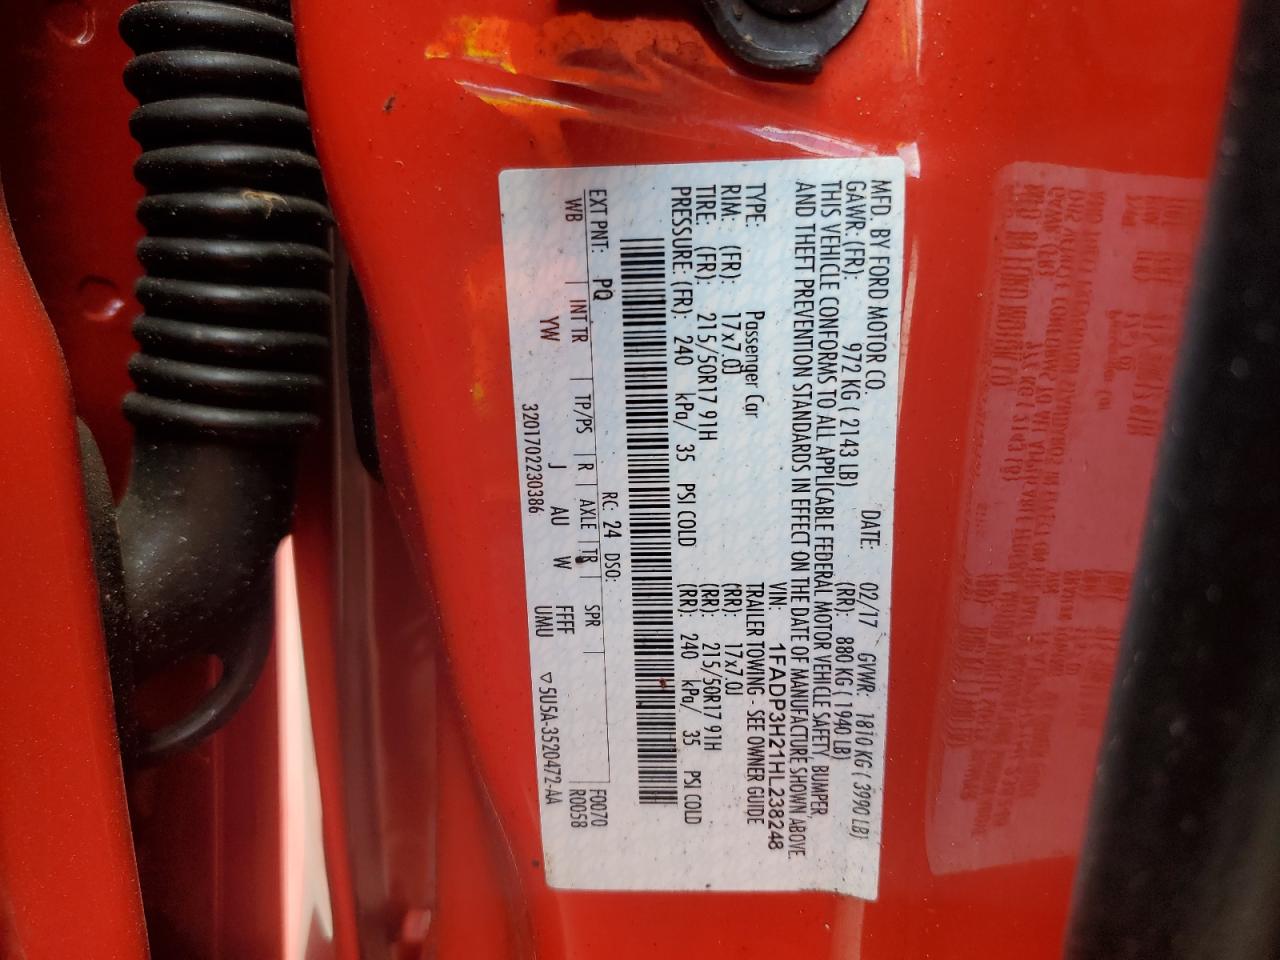 MFD. BY FORD MOTOR CO.
DATE: 02/17 GVWR: 1810 KG ( 3990 LB)
GAWR: (FR): 972 KG ( 2143 LB) (RR): 880 KG ( 1940 LB)
THIS VEHICLE CONFORMS TO ALL APPLICABLE FEDERAL MOTOR VEHICLE SAFETY, BUMPER,
AND THEFT PREVENTION STANDARDS IN EFFECT ON THE DATE OF MANUFACTURE SHOWN ABOVE.
VIN: 1FADP3H21HL238248
TYPE: Passenger Car TRAILER TOWING - SEE OWNER GUIDE
RIM: (FR): 17x7.0J (RR): 17x7.0J
TIRE: (FR): 215/50R17 91H (RR): 215/50R17 91H
PRESSURE: (FR): 240 kPa/ 35 PSI COLD (RR): 240 kPa/ 35 PSI COLD
RC: 24 DSO: F0070
EXT PNT: PQ INT TR TP/PS R AXLE TR SPR R0058
WB YW J AU W FFFF
3201702230386 UMU ▽5U5A-3520472-AA